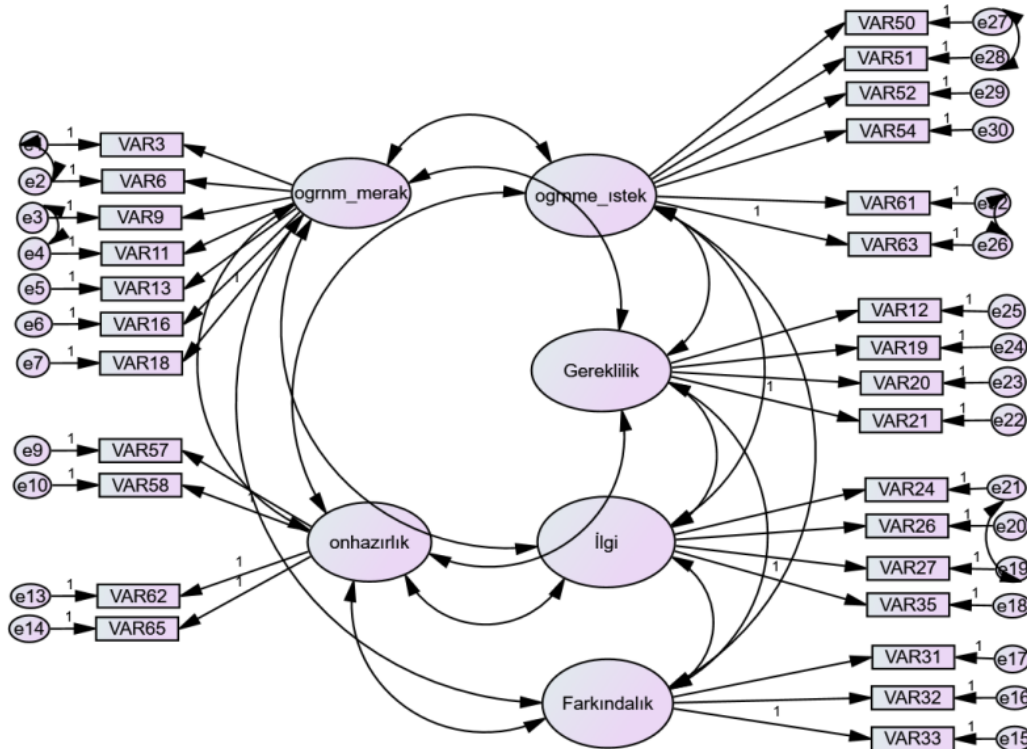 VAR50
1
e27
VAR51
1
e28
VAR52
1
e29
VAR54
1
e30
VAR61
1
VAR63
1
e26
1
VAR3
1
e2
1
VAR6
e3
1
VAR9
e4
1
VAR11
e5
1
VAR13
e6
1
VAR16
1
e7
1
VAR18
ogrnm_merak
ogrnme_ıstek
1
VAR12
1
e25
VAR19
1
e24
VAR20
1
e23
VAR21
1
e22
1
Gereklilik
e9
1
VAR57
e10
1
VAR58
1
onhazırlık
İlgi
VAR24
1
e21
VAR26
1
e20
VAR27
1
e19
VAR35
1
e18
1
e13
1
VAR62
1
e14
1
VAR65
1
Farkındalık
VAR31
1
e17
VAR32
1
e16
VAR33
1
e15
1